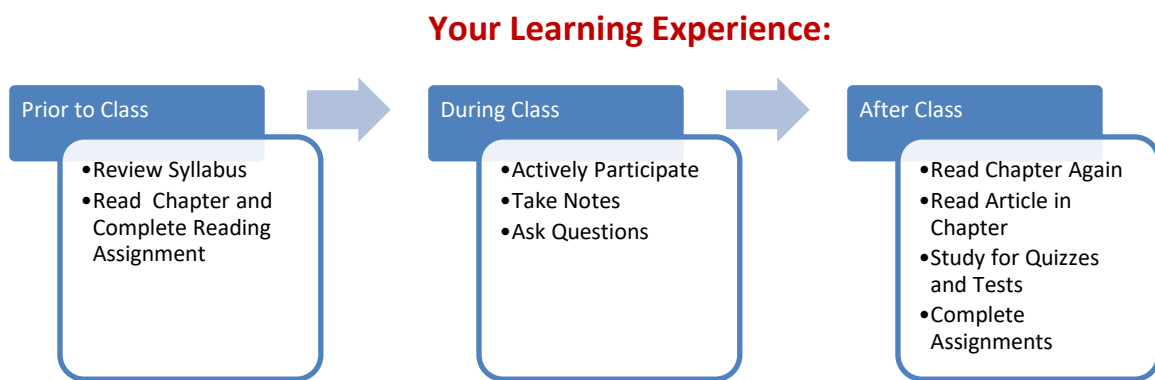 Your Learning Experience:
Prior to Class
•Review Syllabus
•Read Chapter and
Complete Reading
Assignment
During Class
•Actively Participate
•Take Notes
•Ask Questions
After Class
•Read Chapter Again
•Read Article in
Chapter
•Study for Quizzes
and Tests
•Complete
Assignments